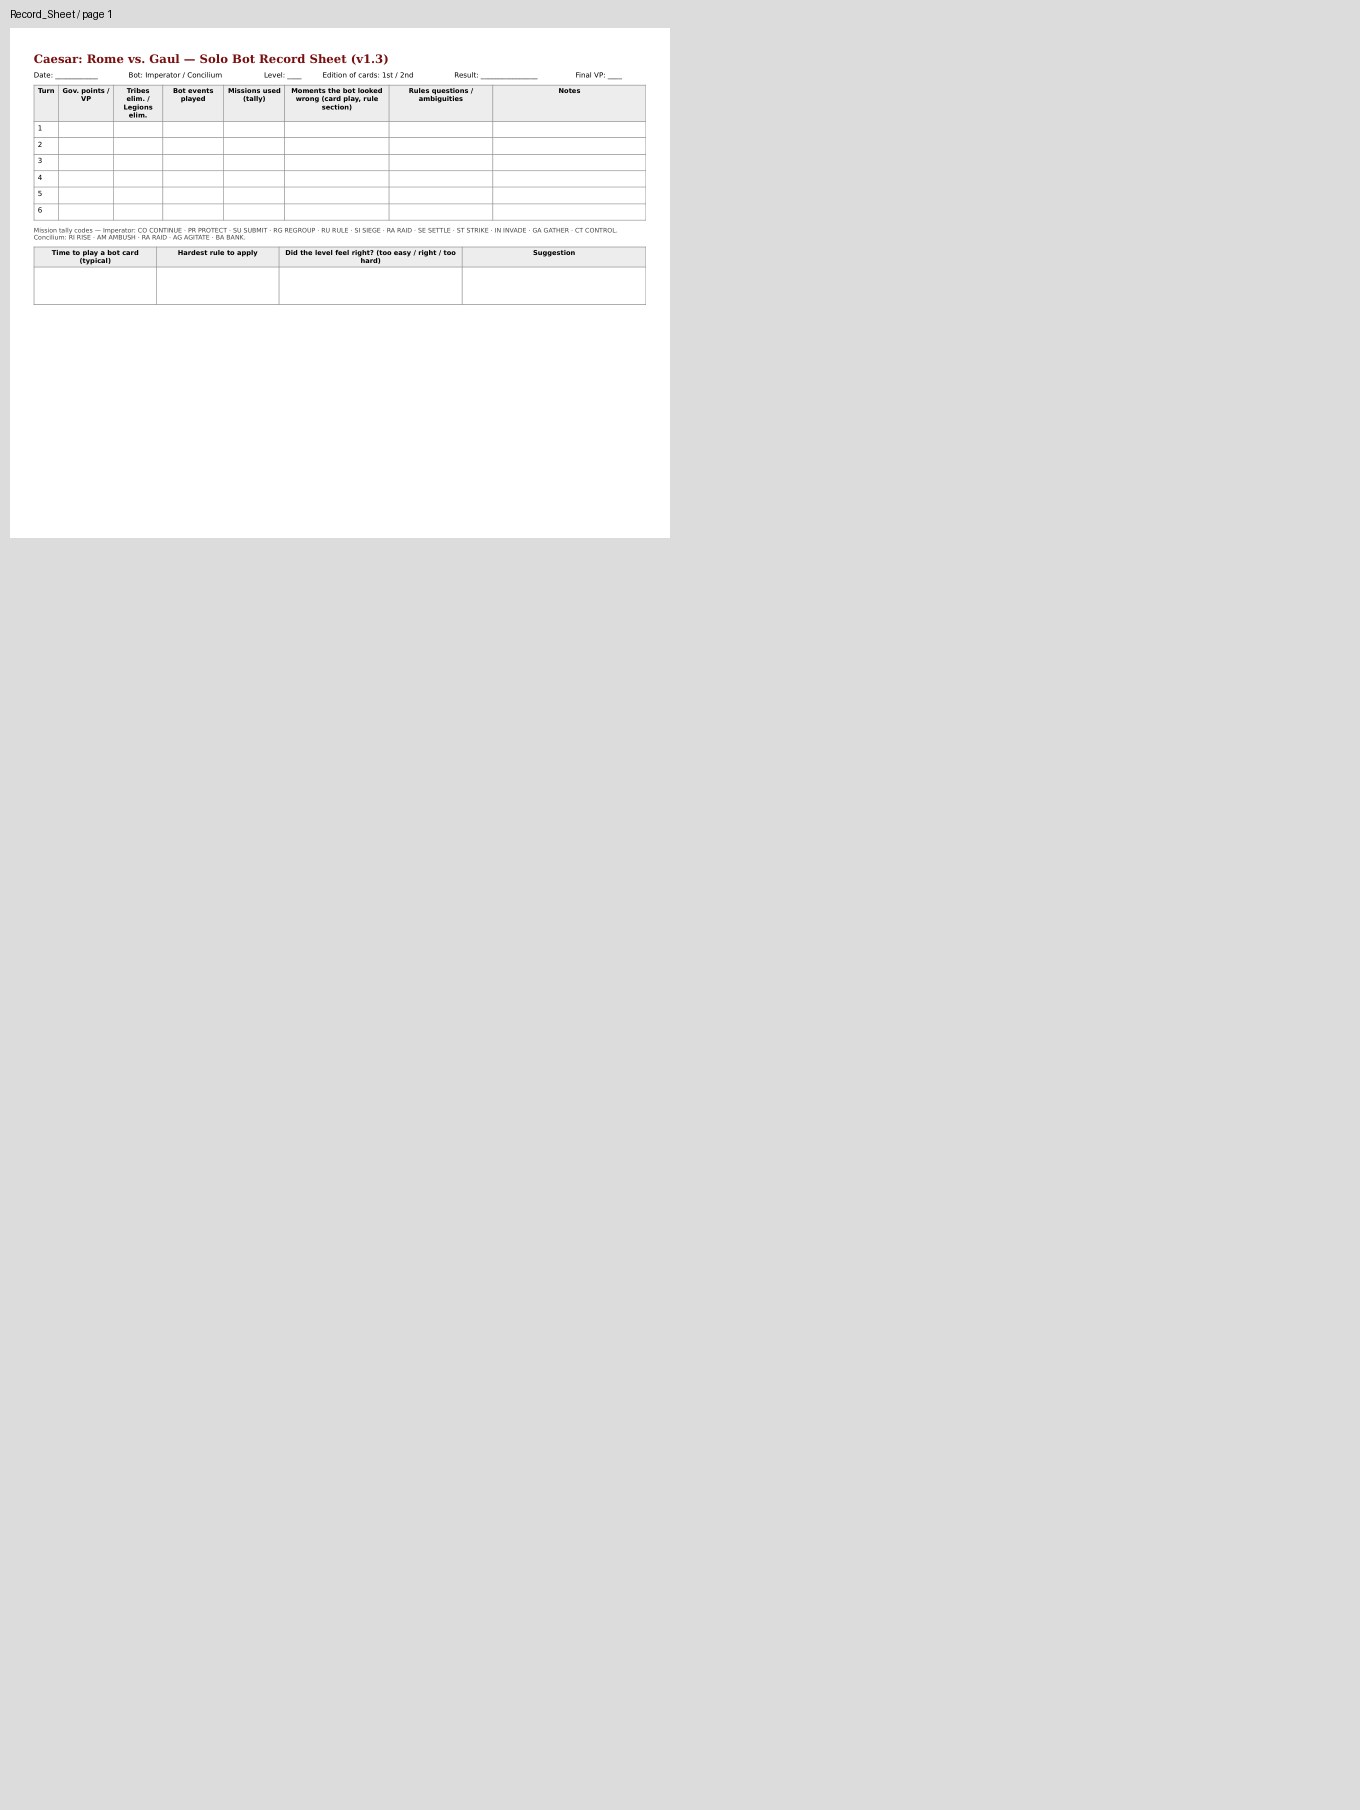 Record_Sheet / page 1
Caesar: Rome vs. Gaul — Solo Bot Record Sheet (v1.3)
Date: ____________ Bot: Imperator / Concilium Level: ____ Edition of cards: 1st / 2nd Result: ________________ Final VP: ____
Turn
Gov. points /
VP
Tribes
elim. /
Legions
elim.
Bot events
played
Missions used
(tally)
Moments the bot looked
wrong (card play, rule
section)
Rules questions /
ambiguities
Notes
1
2
3
4
5
6
Mission tally codes — Imperator: CO CONTINUE · PR PROTECT · SU SUBMIT · RG REGROUP · RU RULE · SI SIEGE · RA RAID · SE SETTLE · ST STRIKE · IN INVADE · GA GATHER · CT CONTROL.
Concilium: RI RISE · AM AMBUSH · RA RAID · AG AGITATE · BA BANK.
Time to play a bot card
(typical)
Hardest rule to apply
Did the level feel right? (too easy / right / too
hard)
Suggestion